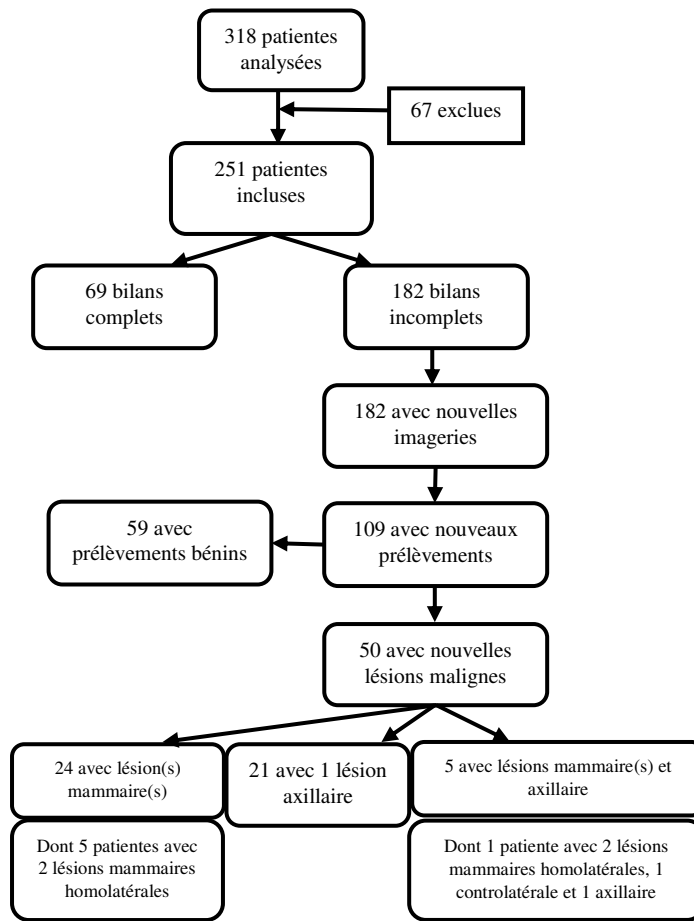 318 patientes
analysées
67 exclues
251 patientes
incluses
69 bilans
complets
182 bilans
incomplets
182 avec nouvelles
imageries
59 avec
prélèvements bénins
109 avec nouveaux
prélèvements
50 avec nouvelles
lésions malignes
24 avec lésion(s)
mammaire(s)
21 avec 1 lésion
axillaire
5 avec lésions mammaire(s) et
axillaire
Dont 5 patientes avec
2 lésions mammaires
homolatérales
Dont 1 patiente avec 2 lésions
mammaires homolatérales, 1
controlatérale et 1 axillaire